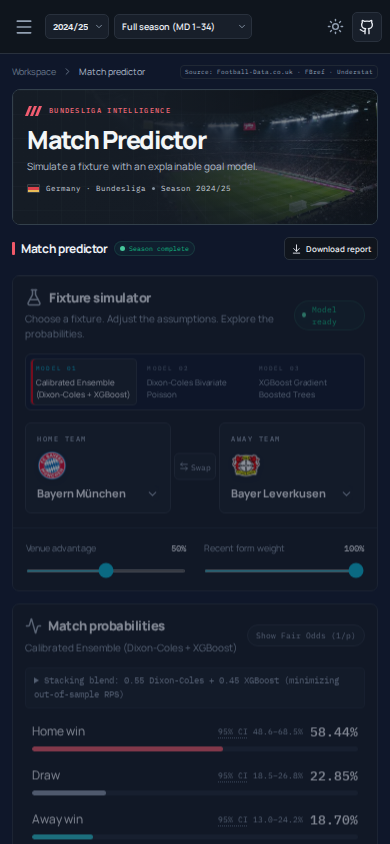 2024/25 Full season (MD 1–34)
Workspace Match predictor Source: Football-Data.co.uk · FBref · Understat
BUNDESLIGA INTELLIGENCE
Match Predictor
Simulate a fixture with an explainable goal model.
Germany · Bundesliga • Season 2024/25
Match predictor Season complete Download report
Fixture simulator
Choose a fixture. Adjust the assumptions. Explore the
probabilities.
Model
ready
MODEL 01 MODEL 02 MODEL 03
Calibrated Ensemble Dixon-Coles Bivariate XGBoost Gradient
(Dixon-Coles + XGBoost) Poisson Boosted Trees
HOME TEAM AWAY TEAM
Swap
Bayern München Bayer Leverkusen
Venue advantage 50% Recent form weight 100%
Match probabilities
Calibrated Ensemble (Dixon-Coles + XGBoost)
Show Fair Odds (1/p)
▶ Stacking blend: 0.55 Dixon-Coles + 0.45 XGBoost (minimizing
out-of-sample RPS)
Home win 95% CI 48.6–68.5% 58.44%
Draw 95% CI 18.5–26.8% 22.85%
Away win 95% CI 13.0–24.2% 18.70%